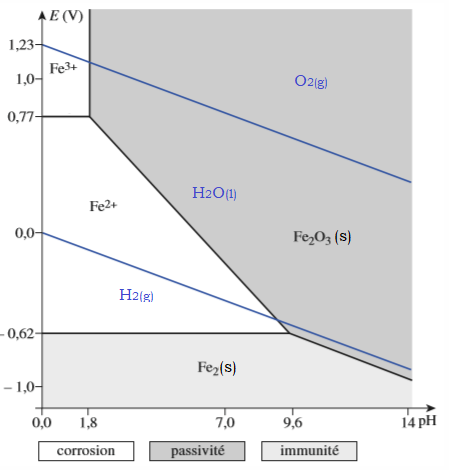 E (V)
1,23
Fe3+
1,0
O2(g)
0,77
Fe2+
H2O(l)
0,0
Fe₂O₃ (s)
H2(g)
- 0,62
Fe₂(s)
- 1,0
0,0 1,8 7,0 9,6 14 pH
corrosion passivité immunité